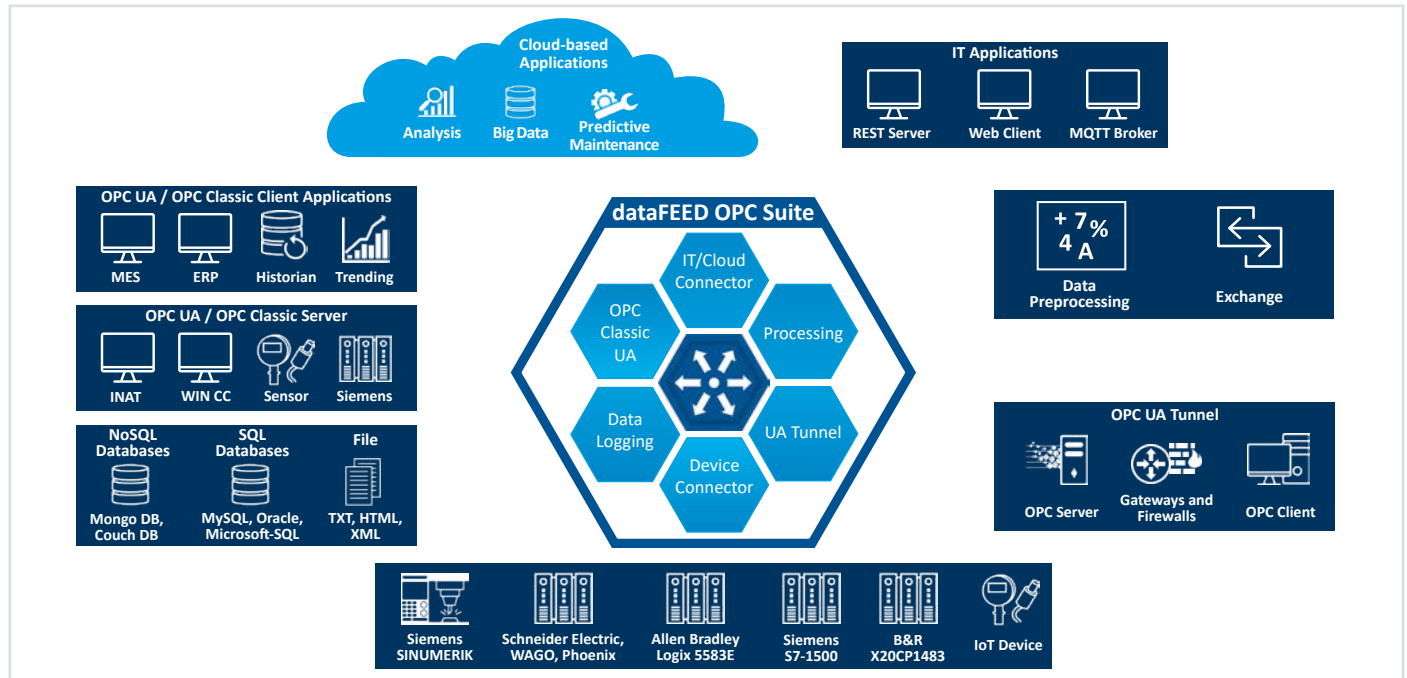 Cloud-based
Applications
Analysis
Big Data
Predictive
Maintenance
IT Applications
REST Server
Web Client
MQTT Broker
OPC UA / OPC Classic Client Applications
MES
ERP
Historian
Trending
OPC UA / OPC Classic Server
INAT
WIN CC
Sensor
Siemens
NoSQL
Databases
SQL
Databases
File
Mongo DB,
Couch DB
MySQL, Oracle,
Microsoft-SQL
TXT, HTML,
XML
dataFEED OPC Suite
IT/Cloud
Connector
OPC
Classic
UA
Processing
Data
Logging
UA Tunnel
Device
Connector
+ 7 %
4 A
Data
Preprocessing
Exchange
OPC UA Tunnel
OPC Server
Gateways and
Firewalls
OPC Client
Siemens
SINUMERIK
Schneider Electric,
WAGO, Phoenix
Allen Bradley
Logix 5583E
Siemens
S7-1500
B&R
X20CP1483
IoT Device